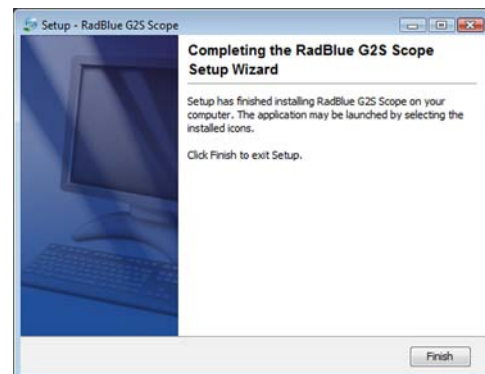 Setup - RadBlue G2S Scope
Completing the RadBlue G2S Scope
Setup Wizard
Setup has finished installing RadBlue G2S Scope on your
computer. The application may be launched by selecting the
installed icons.
Click Finish to exit Setup.
Finish